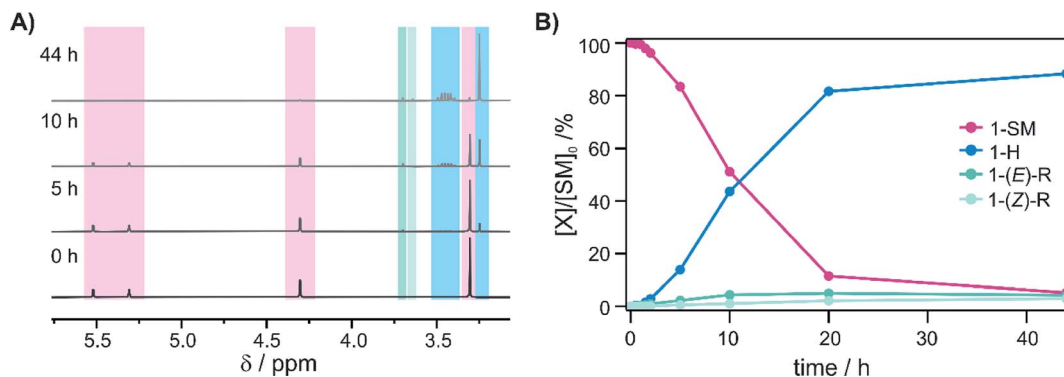 A)
44 h
10 h
5 h
0 h
5.5 5.0 4.5 4.0 3.5
δ / ppm
B)
[X]/[SM]₀ /%
100
80
60
40
20
0
1-SM
1-H
1-(E)-R
1-(Z)-R
0 10 20 30 40
time / h